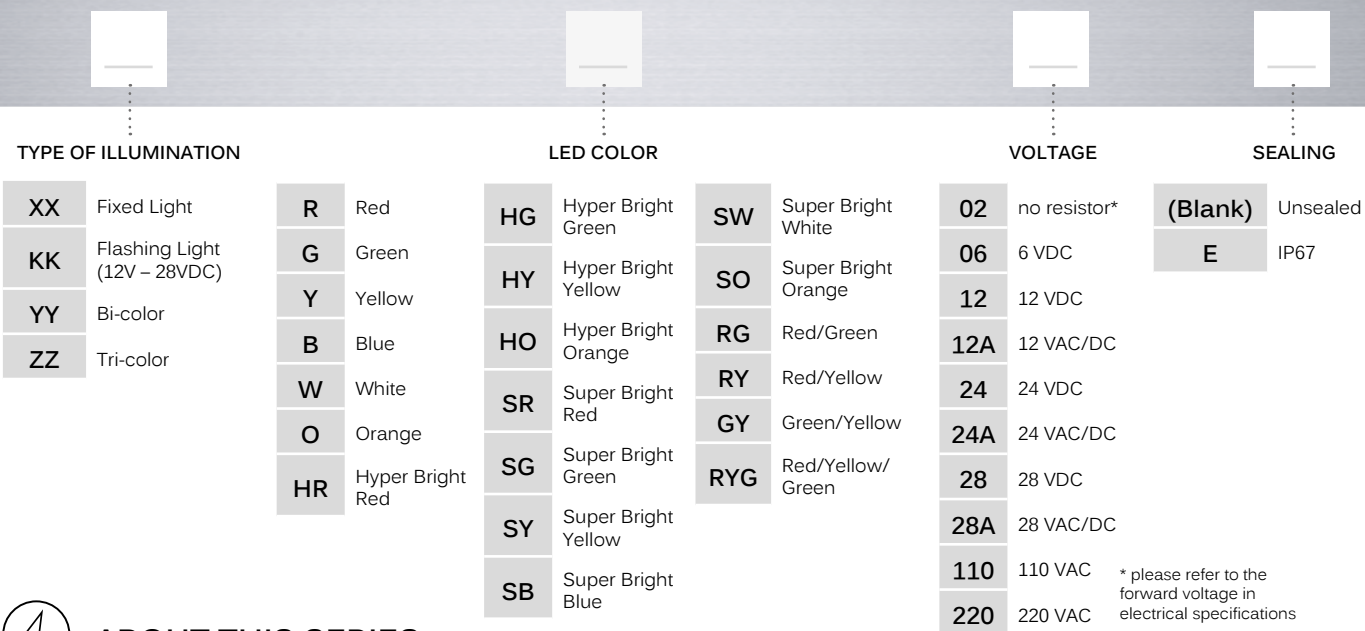 TYPE OF ILLUMINATION
XX Fixed Light
KK Flashing Light
(12V – 28VDC)
YY Bi-color
ZZ Tri-color
LED COLOR
R Red
G Green
Y Yellow
B Blue
W White
O Orange
HR Hyper Bright
Red
HG Hyper Bright
Green
HY Hyper Bright
Yellow
HO Hyper Bright
Orange
SR Super Bright
Red
SG Super Bright
Green
SY Super Bright
Yellow
SB Super Bright
Blue
SW Super Bright
White
SO Super Bright
Orange
RG Red/Green
RY Red/Yellow
GY Green/Yellow
RYG Red/Yellow/
Green
VOLTAGE
02 no resistor*
06 6 VDC
12 12 VDC
12A 12 VAC/DC
24 24 VDC
24A 24 VAC/DC
28 28 VDC
28A 28 VAC/DC
110 110 VAC
220 220 VAC
* please refer to the
forward voltage in
electrical specifications
SEALING
(Blank) Unsealed
E IP67
ABOUT THIS SERIES